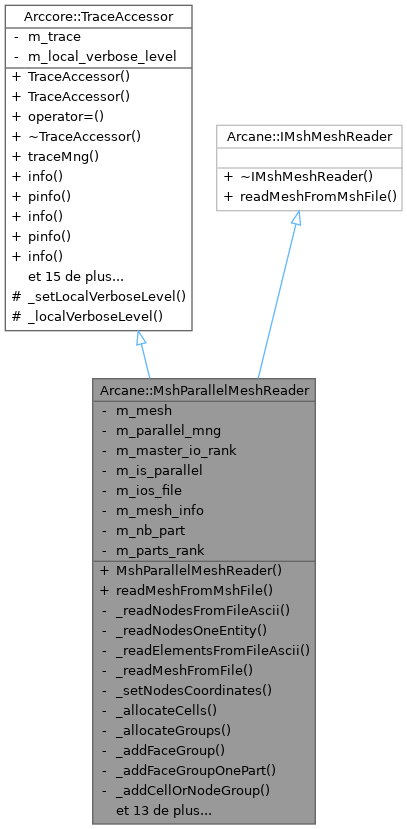 Arccore::TraceAccessor
- m_trace
- m_local_verbose_level
+ TraceAccessor()
+ TraceAccessor()
+ operator=()
+ ~TraceAccessor()
+ traceMng()
+ info()
+ pinfo()
+ info()
+ pinfo()
+ info()
et 15 de plus...
# _setLocalVerboseLevel()
# _localVerboseLevel()
Arcane::IMshMeshReader
+ ~IMshMeshReader()
+ readMeshFromMshFile()
Arcane::MshParallelMeshReader
- m_mesh
- m_parallel_mng
- m_master_io_rank
- m_is_parallel
- m_ios_file
- m_mesh_info
- m_nb_part
- m_parts_rank
+ MshParallelMeshReader()
+ readMeshFromMshFile()
- _readNodesFromFileAscii()
- _readNodesOneEntity()
- _readElementsFromFileAscii()
- _readMeshFromFile()
- _setNodesCoordinates()
- _allocateCells()
- _allocateGroups()
- _addFaceGroup()
- _addFaceGroupOnePart()
- _addCellOrNodeGroup()
et 13 de plus...